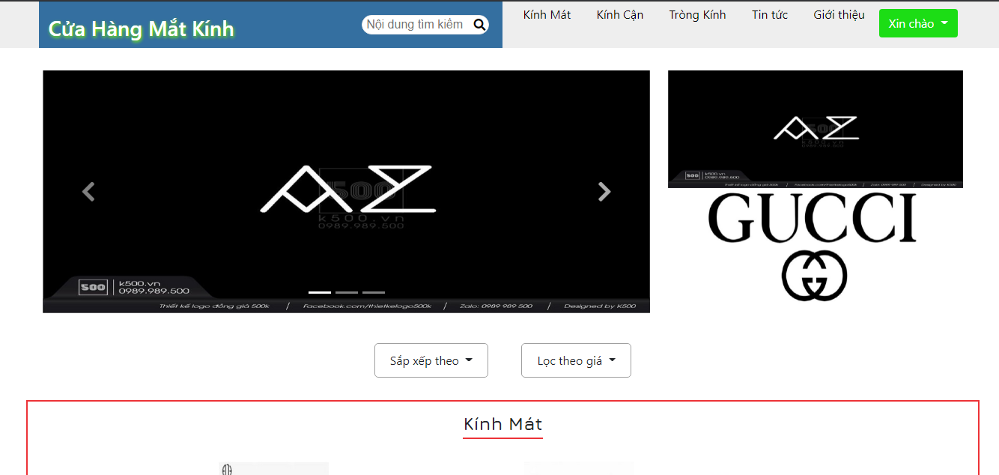 Cửa Hàng Mắt Kính
Nội dung tìm kiếm
Kính Mát
Kính Cận
Tròng Kính
Tin tức
Giới thiệu
Xin chào
AZ
500
k500.vn
0989.989.500
500
k500.vn
0989.989.500
Thiết kế logo đồng giá 500k / Facebook.com/thietkelogo500k / Zalo: 0989 989 500 / Designed by K500
AZ
500
k500.vn
0989.989.500
Thiết kế logo đồng giá 500k / Facebook.com/thietkelogo500k / Zalo: 0989 989 500 / Designed by K500
GUCCI
Sắp xếp theo
Lọc theo giá
Kính Mát